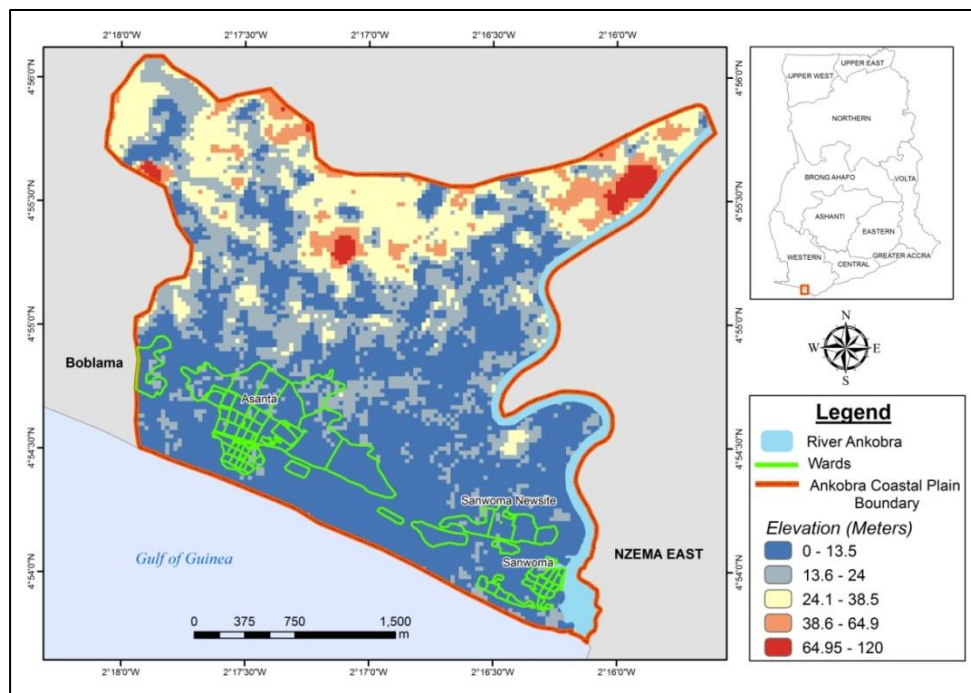 2°18'0"W 2°17'30"W 2°17'0"W 2°16'30"W 2°16'0"W
4°56'0"N
4°55'30"N
4°55'0"N
4°54'30"N
4°54'0"N
Boblama
Asanta
Sanwoma Newsite
Sanwoma
NZEMA EAST
Gulf of Guinea
0 375 750 1,500
m
4°56'0"N
4°55'30"N
4°55'0"N
4°54'30"N
4°54'0"N
2°18'0"W 2°17'30"W 2°17'0"W 2°16'30"W 2°16'0"W
UPPER EAST
UPPER WEST
NORTHERN
BRONG AHAFO
VOLTA
ASHANTI
EASTERN
WESTERN
GREATER ACCRA
CENTRAL
N
W E
S
Legend
River Ankobra
Wards
Ankobra Coastal Plain
Boundary
Elevation (Meters)
0 - 13.5
13.6 - 24
24.1 - 38.5
38.6 - 64.9
64.95 - 120